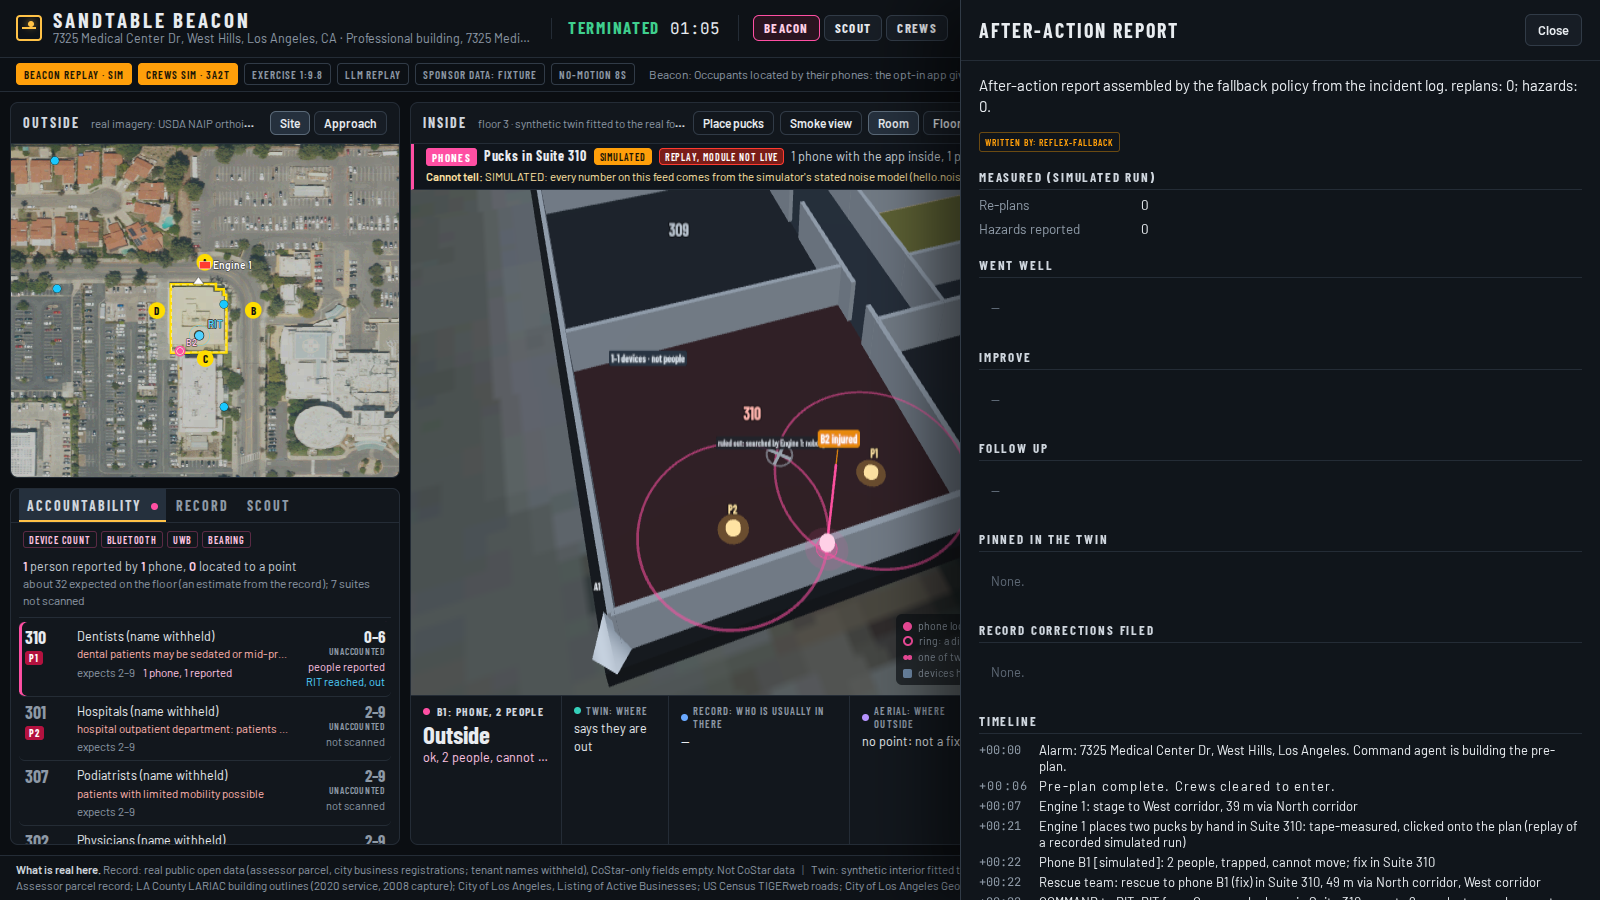 SANDTABLE BEACON
7325 Medical Center Dr, West Hills, Los Angeles, CA · Professional building, 7325 Medi...
TERMINATED 01:05
BEACON SCOUT CREWS
BEACON REPLAY · SIM
CREWS SIM · 3A2T
EXERCISE 1:9.8
LLM REPLAY
SPONSOR DATA: FIXTURE
NO-MOTION 8S
Beacon: Occupants located by their phones: the opt-in app gi
OUTSIDE
real imagery: USDA NAIP orthoi...
Site
Approach
Engine 1
D
B
RIT
B2
C
ACCOUNTABILITY
RECORD
SCOUT
DEVICE COUNT
BLUETOOTH
UWB
BEARING
1 person reported by 1 phone, 0 located to a point
about 32 expected on the floor (an estimate from the record); 7 suites
not scanned
310 Dentists (name withheld) 0-6
P1 dental patients may be sedated or mid-pr... UNACCOUNTED
expects 2-9 1 phone, 1 reported people reported
RIT reached, out
301 Hospitals (name withheld) 2-9
P2 hospital outpatient department: patients ... UNACCOUNTED
expects 2-9 not scanned
307 Podiatrists (name withheld) 2-9
patients with limited mobility possible UNACCOUNTED
expects 2-9 not scanned
302 Physicians (name withheld) 2-9
INSIDE
floor 3 · synthetic twin fitted to the real fo...
Place pucks
Smoke view
Room
Floor
PHONES Pucks in Suite 310 SIMULATED REPLAY, MODULE NOT LIVE 1 phone with the app inside, 1 p
Cannot tell: SIMULATED: every number on this feed comes from the simulator's stated noise model (hello.nois
309
1-1 devices · not people
310
ruled out: searched by Engine 1: nob
B2 injured
P1
P2
A1
phone loc
ring: a di
one of tw
devices h
B1: PHONE, 2 PEOPLE
Outside
ok, 2 people, cannot ...
TWIN: WHERE
says they are
out
RECORD: WHO IS USUALLY IN
THERE
—
AERIAL: WHERE
OUTSIDE
no point: not a fix
What is real here. Record: real public open data (assessor parcel, city business registrations; tenant names withheld), CoStar-only fields empty. Not CoStar data | Twin: synthetic interior fitted t
Assessor parcel record; LA County LARIAC building outlines (2020 service, 2008 capture); City of Los Angeles, Listing of Active Businesses; US Census TIGERweb roads; City of Los Angeles Geo
AFTER-ACTION REPORT
Close
After-action report assembled by the fallback policy from the incident log. replans: 0; hazards:
0.
WRITTEN BY: REFLEX-FALLBACK
MEASURED (SIMULATED RUN)
Re-plans 0
Hazards reported 0
WENT WELL
—
IMPROVE
—
FOLLOW UP
—
PINNED IN THE TWIN
None.
RECORD CORRECTIONS FILED
None.
TIMELINE
+00:00 Alarm: 7325 Medical Center Dr, West Hills, Los Angeles. Command agent is building the pre-
plan.
+00:06 Pre-plan complete. Crews cleared to enter.
+00:07 Engine 1: stage to West corridor, 39 m via North corridor
+00:21 Engine 1 places two pucks by hand in Suite 310: tape-measured, clicked onto the plan (replay of
a recorded simulated run)
+00:22 Phone B1 [simulated]: 2 people, trapped, cannot move; fix in Suite 310
+00:22 Rescue team: rescue to phone B1 (fix) in Suite 310, 49 m via North corridor, West corridor